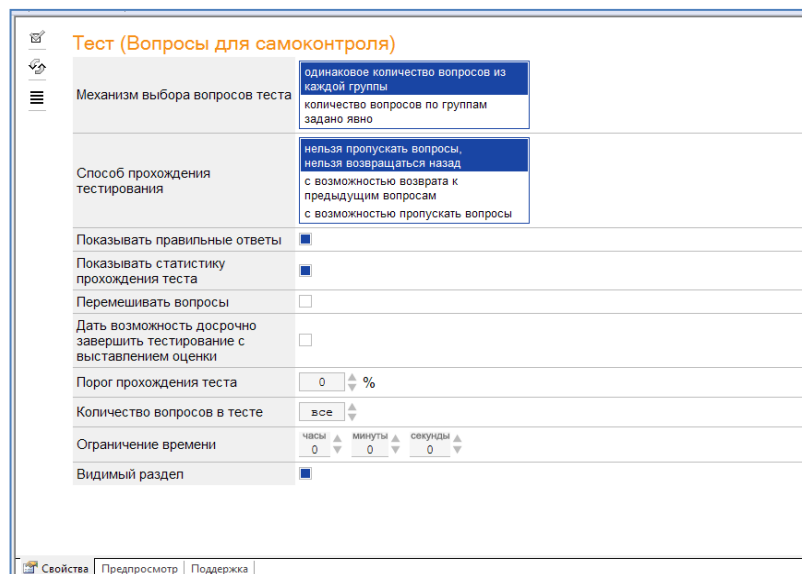 Тест (Вопросы для самоконтроля)
Механизм выбора вопросов теста
одинаковое количество вопросов из
каждой группы
количество вопросов по группам
задано явно
Способ прохождения
тестирования
нельзя пропускать вопросы,
нельзя возвращаться назад
с возможностью возврата к
предыдущим вопросам
с возможностью пропускать вопросы
Показывать правильные ответы
Показывать статистику
прохождения теста
Перемешивать вопросы
Дать возможность досрочно
завершить тестирование с
выставлением оценки
Порог прохождения теста 0 %
Количество вопросов в тесте все
Ограничение времени
часы минуты секунды
0 0 0
Видимый раздел
Свойства Предпросмотр Поддержка